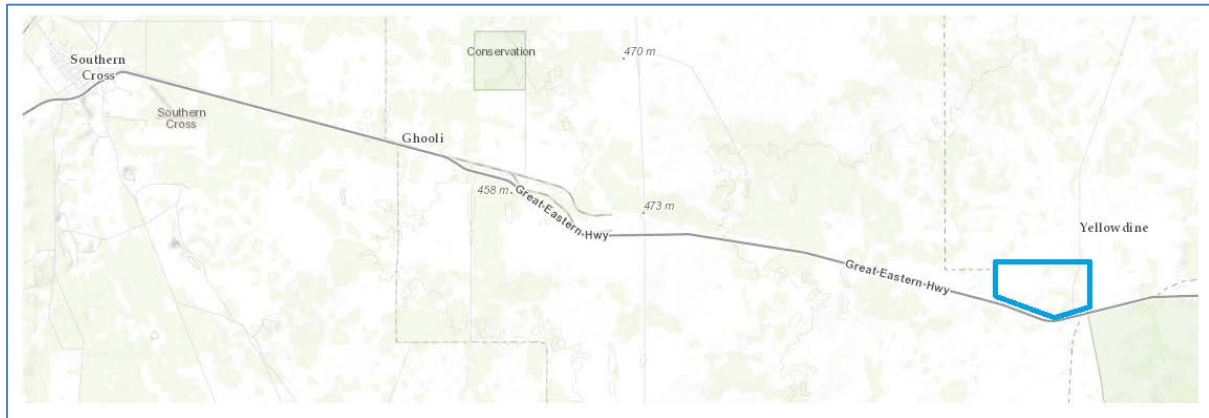 Southern
Cross
Southern
Cross
Ghooli
Conservation
470 m
458 m
Great-Eastern-Hwy
473 m
Great-Eastern-Hwy
Yellowdine